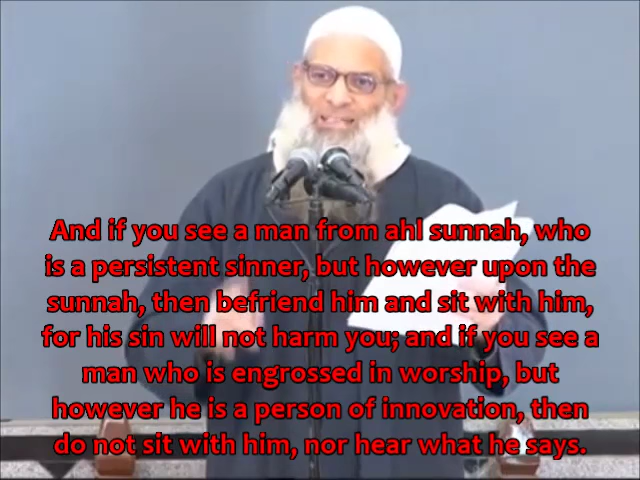 And if you see a man from ahl sunnah, who
is a persistent sinner, but however upon the
sunnah, then befriend him and sit with him,
for his sin will not harm you; and if you see a
man who is engrossed in worship, but
however he is a person of innovation, then
do not sit with him, nor hear what he says.